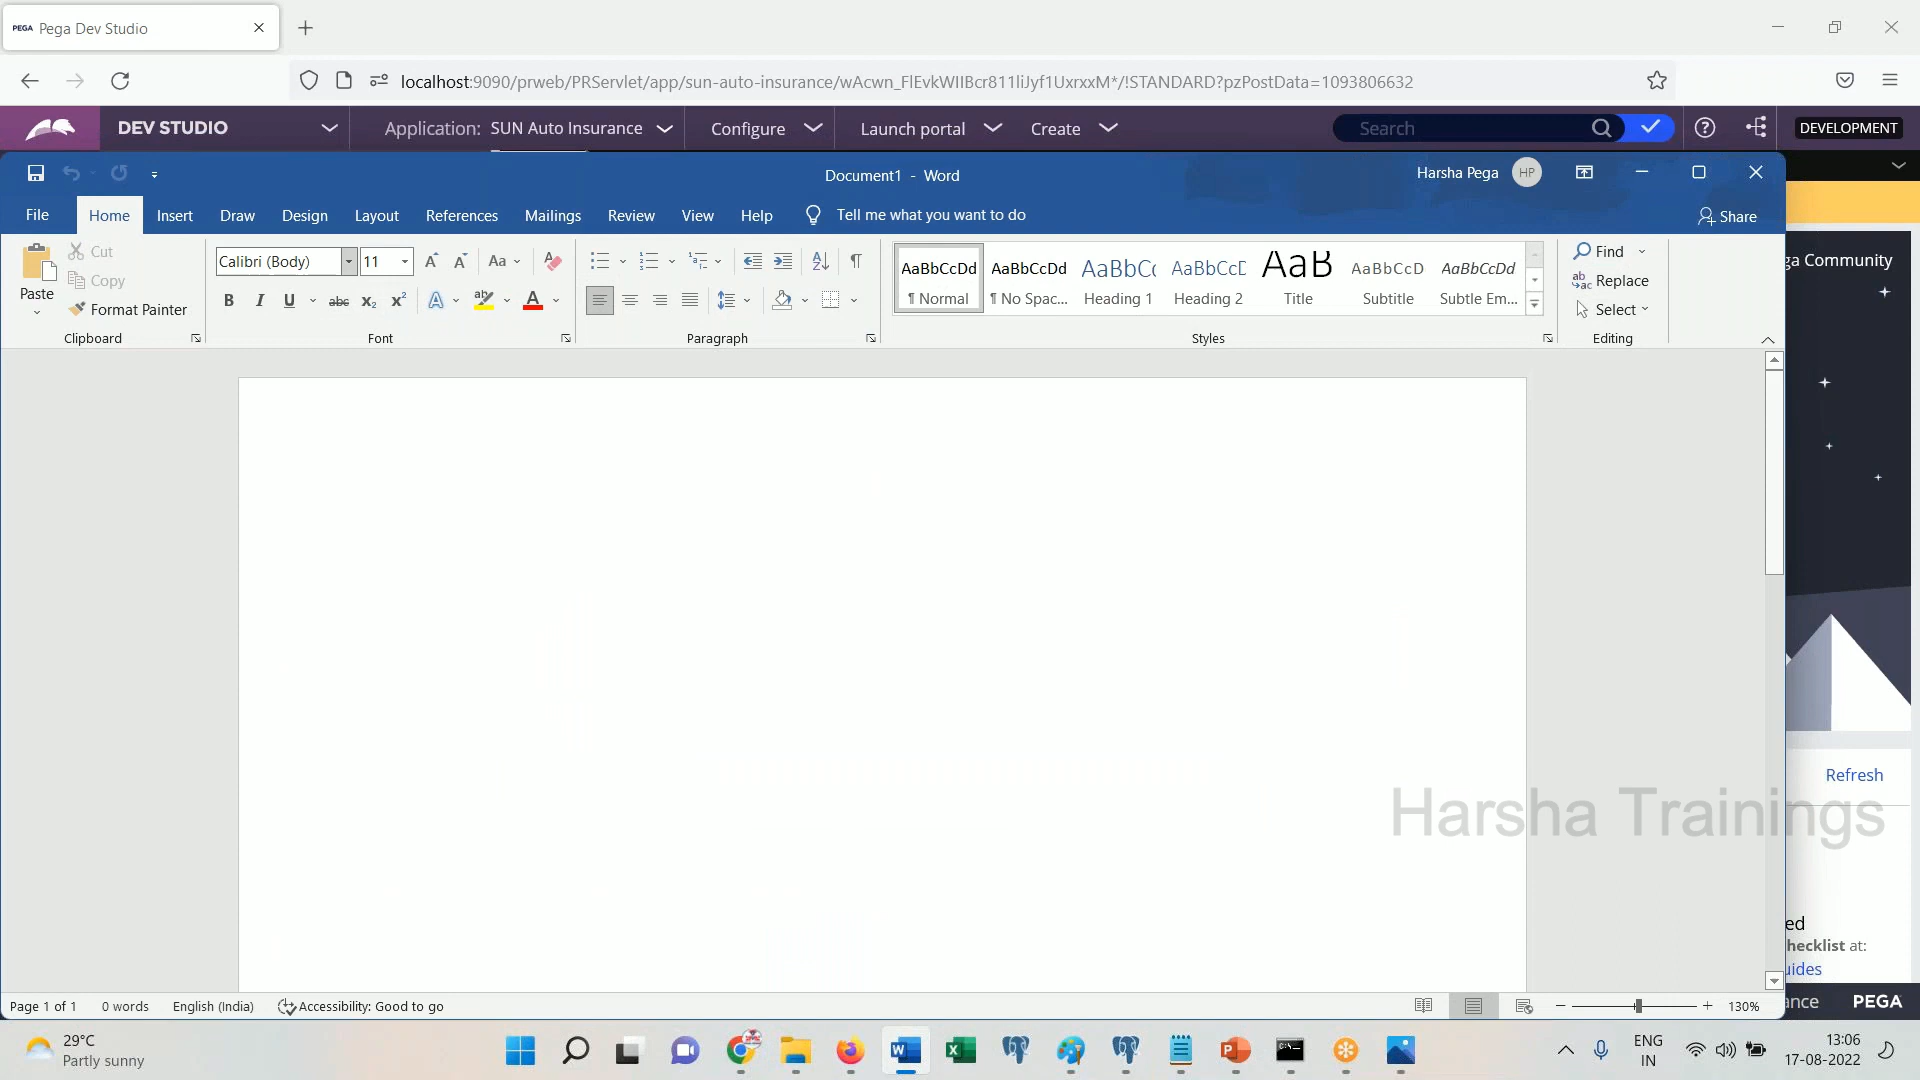 PEGA Pega Dev Studio
localhost:9090/prweb/PRServlet/app/sun-auto-insurance/wAcwn_FlEvkWIIBcr811liJyf1UxrxxM*/!STANDARD?pzPostData=1093806632
DEV STUDIO Application: SUN Auto Insurance Configure Launch portal Create Search DEVELOPMENT
Document1 - Word Harsha Pega HP
File Home Insert Draw Design Layout References Mailings Review View Help Tell me what you want to do Share
Paste Cut Copy Format Painter
Clipboard
Calibri (Body) 11
Font
Paragraph
AaBbCcDd AaBbCcDd AaBbCc AaBbCcD AaB AaBbCcD AaBbCcDd
¶ Normal ¶ No Spac... Heading 1 Heading 2 Title Subtitle Subtle Em...
Styles
Find
Replace
Select
Editing
ga Community
Refresh
Harsha Trainings
ed
hecklist at:
uides
ance PEGA
Page 1 of 1 0 words English (India) Accessibility: Good to go 130%
29°C
Partly sunny
ENG
IN
13:06
17-08-2022